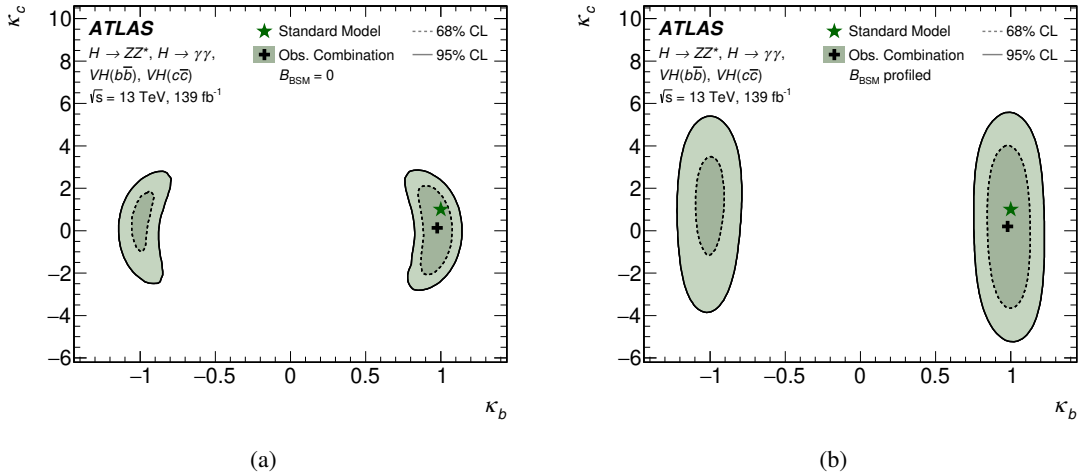 κc
10
8
6
4
2
0
−2
−4
−6
ATLAS
H → ZZ*, H → γγ,
VH(bb̅), VH(cc̅)
√s = 13 TeV, 139 fb⁻¹
Standard Model
Obs. Combination
B_BSM = 0
68% CL
95% CL
−1 −0.5 0 0.5 1
κb
(a)
κc
10
8
6
4
2
0
−2
−4
−6
ATLAS
H → ZZ*, H → γγ,
VH(bb̅), VH(cc̅)
√s = 13 TeV, 139 fb⁻¹
Standard Model
Obs. Combination
B_BSM profiled
68% CL
95% CL
−1 −0.5 0 0.5 1
κb
(b)